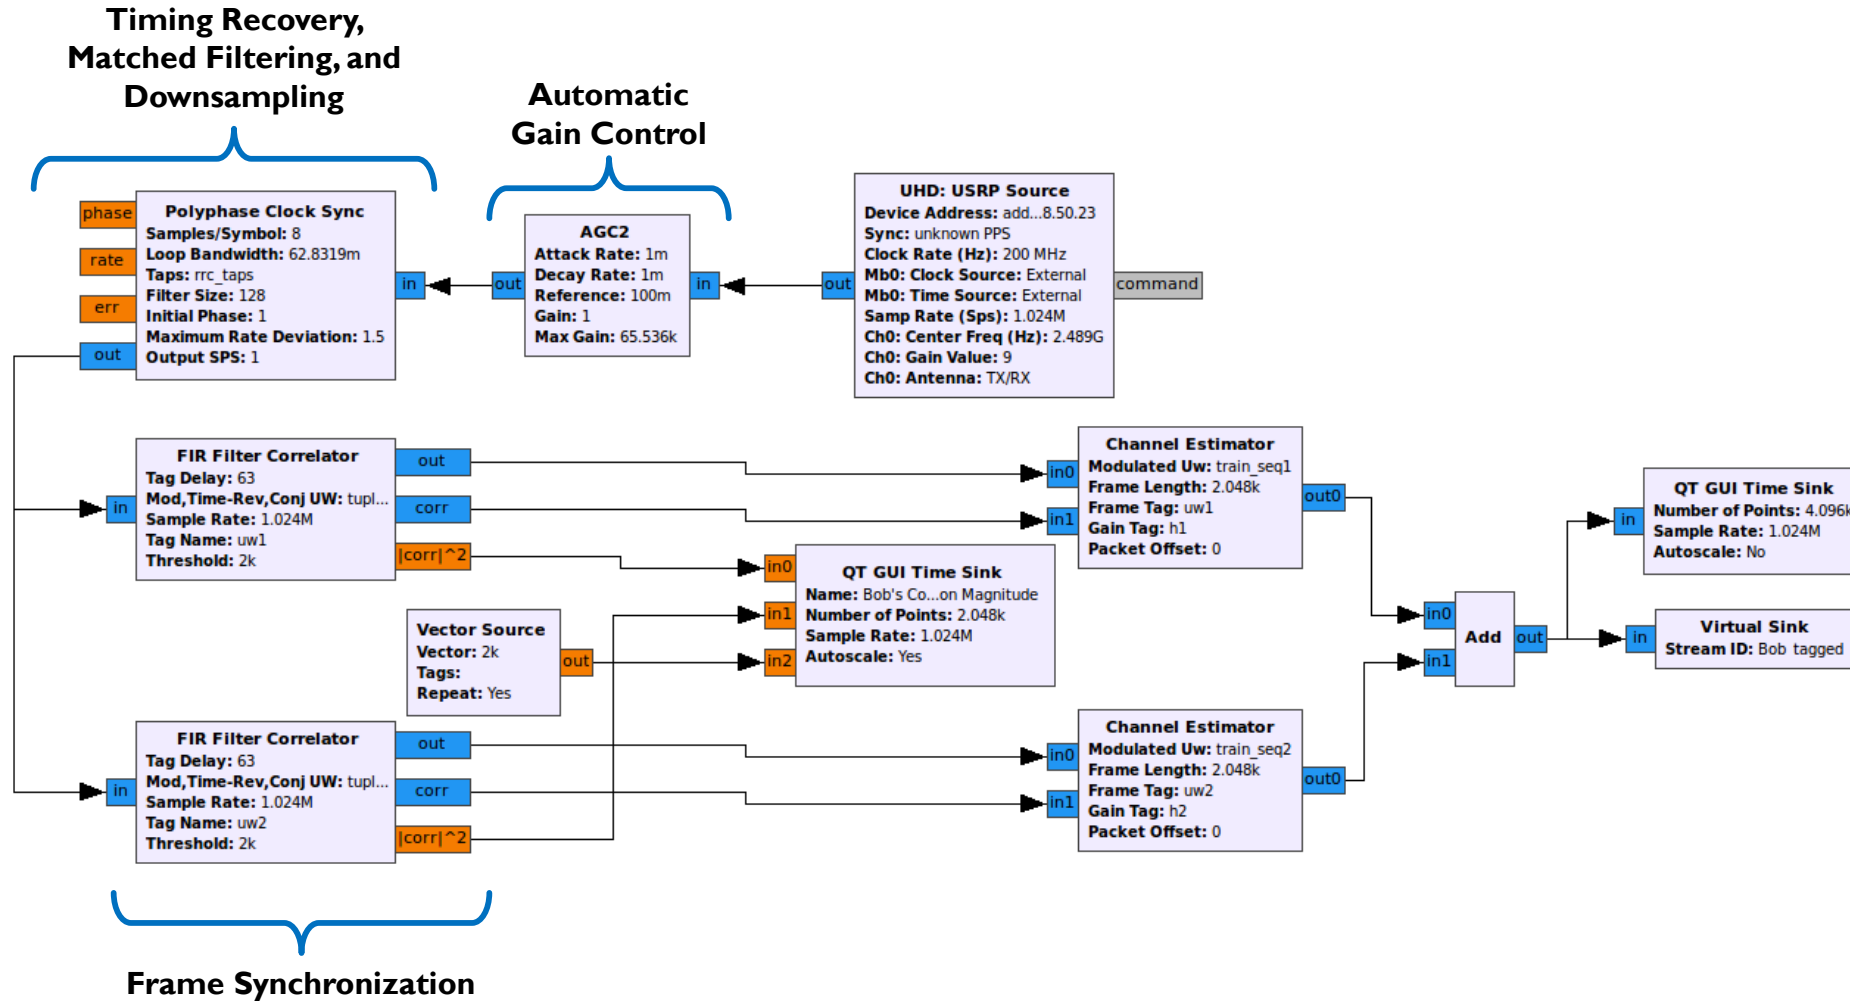 Timing Recovery,
Matched Filtering, and
Downsampling
Automatic
Gain Control
phase
rate
err
out
Polyphase Clock Sync
Samples/Symbol: 8
Loop Bandwidth: 62.8319m
Taps: rrc_taps
Filter Size: 128
Initial Phase: 1
Maximum Rate Deviation: 1.5
Output SPS: 1
in
out
AGC2
Attack Rate: 1m
Decay Rate: 1m
Reference: 100m
Gain: 1
Max Gain: 65.536k
in
out
UHD: USRP Source
Device Address: add...8.50.23
Sync: unknown PPS
Clock Rate (Hz): 200 MHz
Mb0: Clock Source: External
Mb0: Time Source: External
Samp Rate (Sps): 1.024M
Ch0: Center Freq (Hz): 2.489G
Ch0: Gain Value: 9
Ch0: Antenna: TX/RX
command
in
FIR Filter Correlator
Tag Delay: 63
Mod,Time-Rev,Conj UW: tupl...
Sample Rate: 1.024M
Tag Name: uw1
Threshold: 2k
out
corr
|corr|^2
in0
in1
Channel Estimator
Modulated Uw: train_seq1
Frame Length: 2.048k
Frame Tag: uw1
Gain Tag: h1
Packet Offset: 0
out0
in
QT GUI Time Sink
Number of Points: 4.096k
Sample Rate: 1.024M
Autoscale: No
in0
in1
in2
QT GUI Time Sink
Name: Bob's Co...on Magnitude
Number of Points: 2.048k
Sample Rate: 1.024M
Autoscale: Yes
Vector Source
Vector: 2k
Tags:
Repeat: Yes
out
in0
in1
Add
out
in
Virtual Sink
Stream ID: Bob tagged
in
FIR Filter Correlator
Tag Delay: 63
Mod,Time-Rev,Conj UW: tupl...
Sample Rate: 1.024M
Tag Name: uw2
Threshold: 2k
out
corr
|corr|^2
in0
in1
Channel Estimator
Modulated Uw: train_seq2
Frame Length: 2.048k
Frame Tag: uw2
Gain Tag: h2
Packet Offset: 0
out0
Frame Synchronization